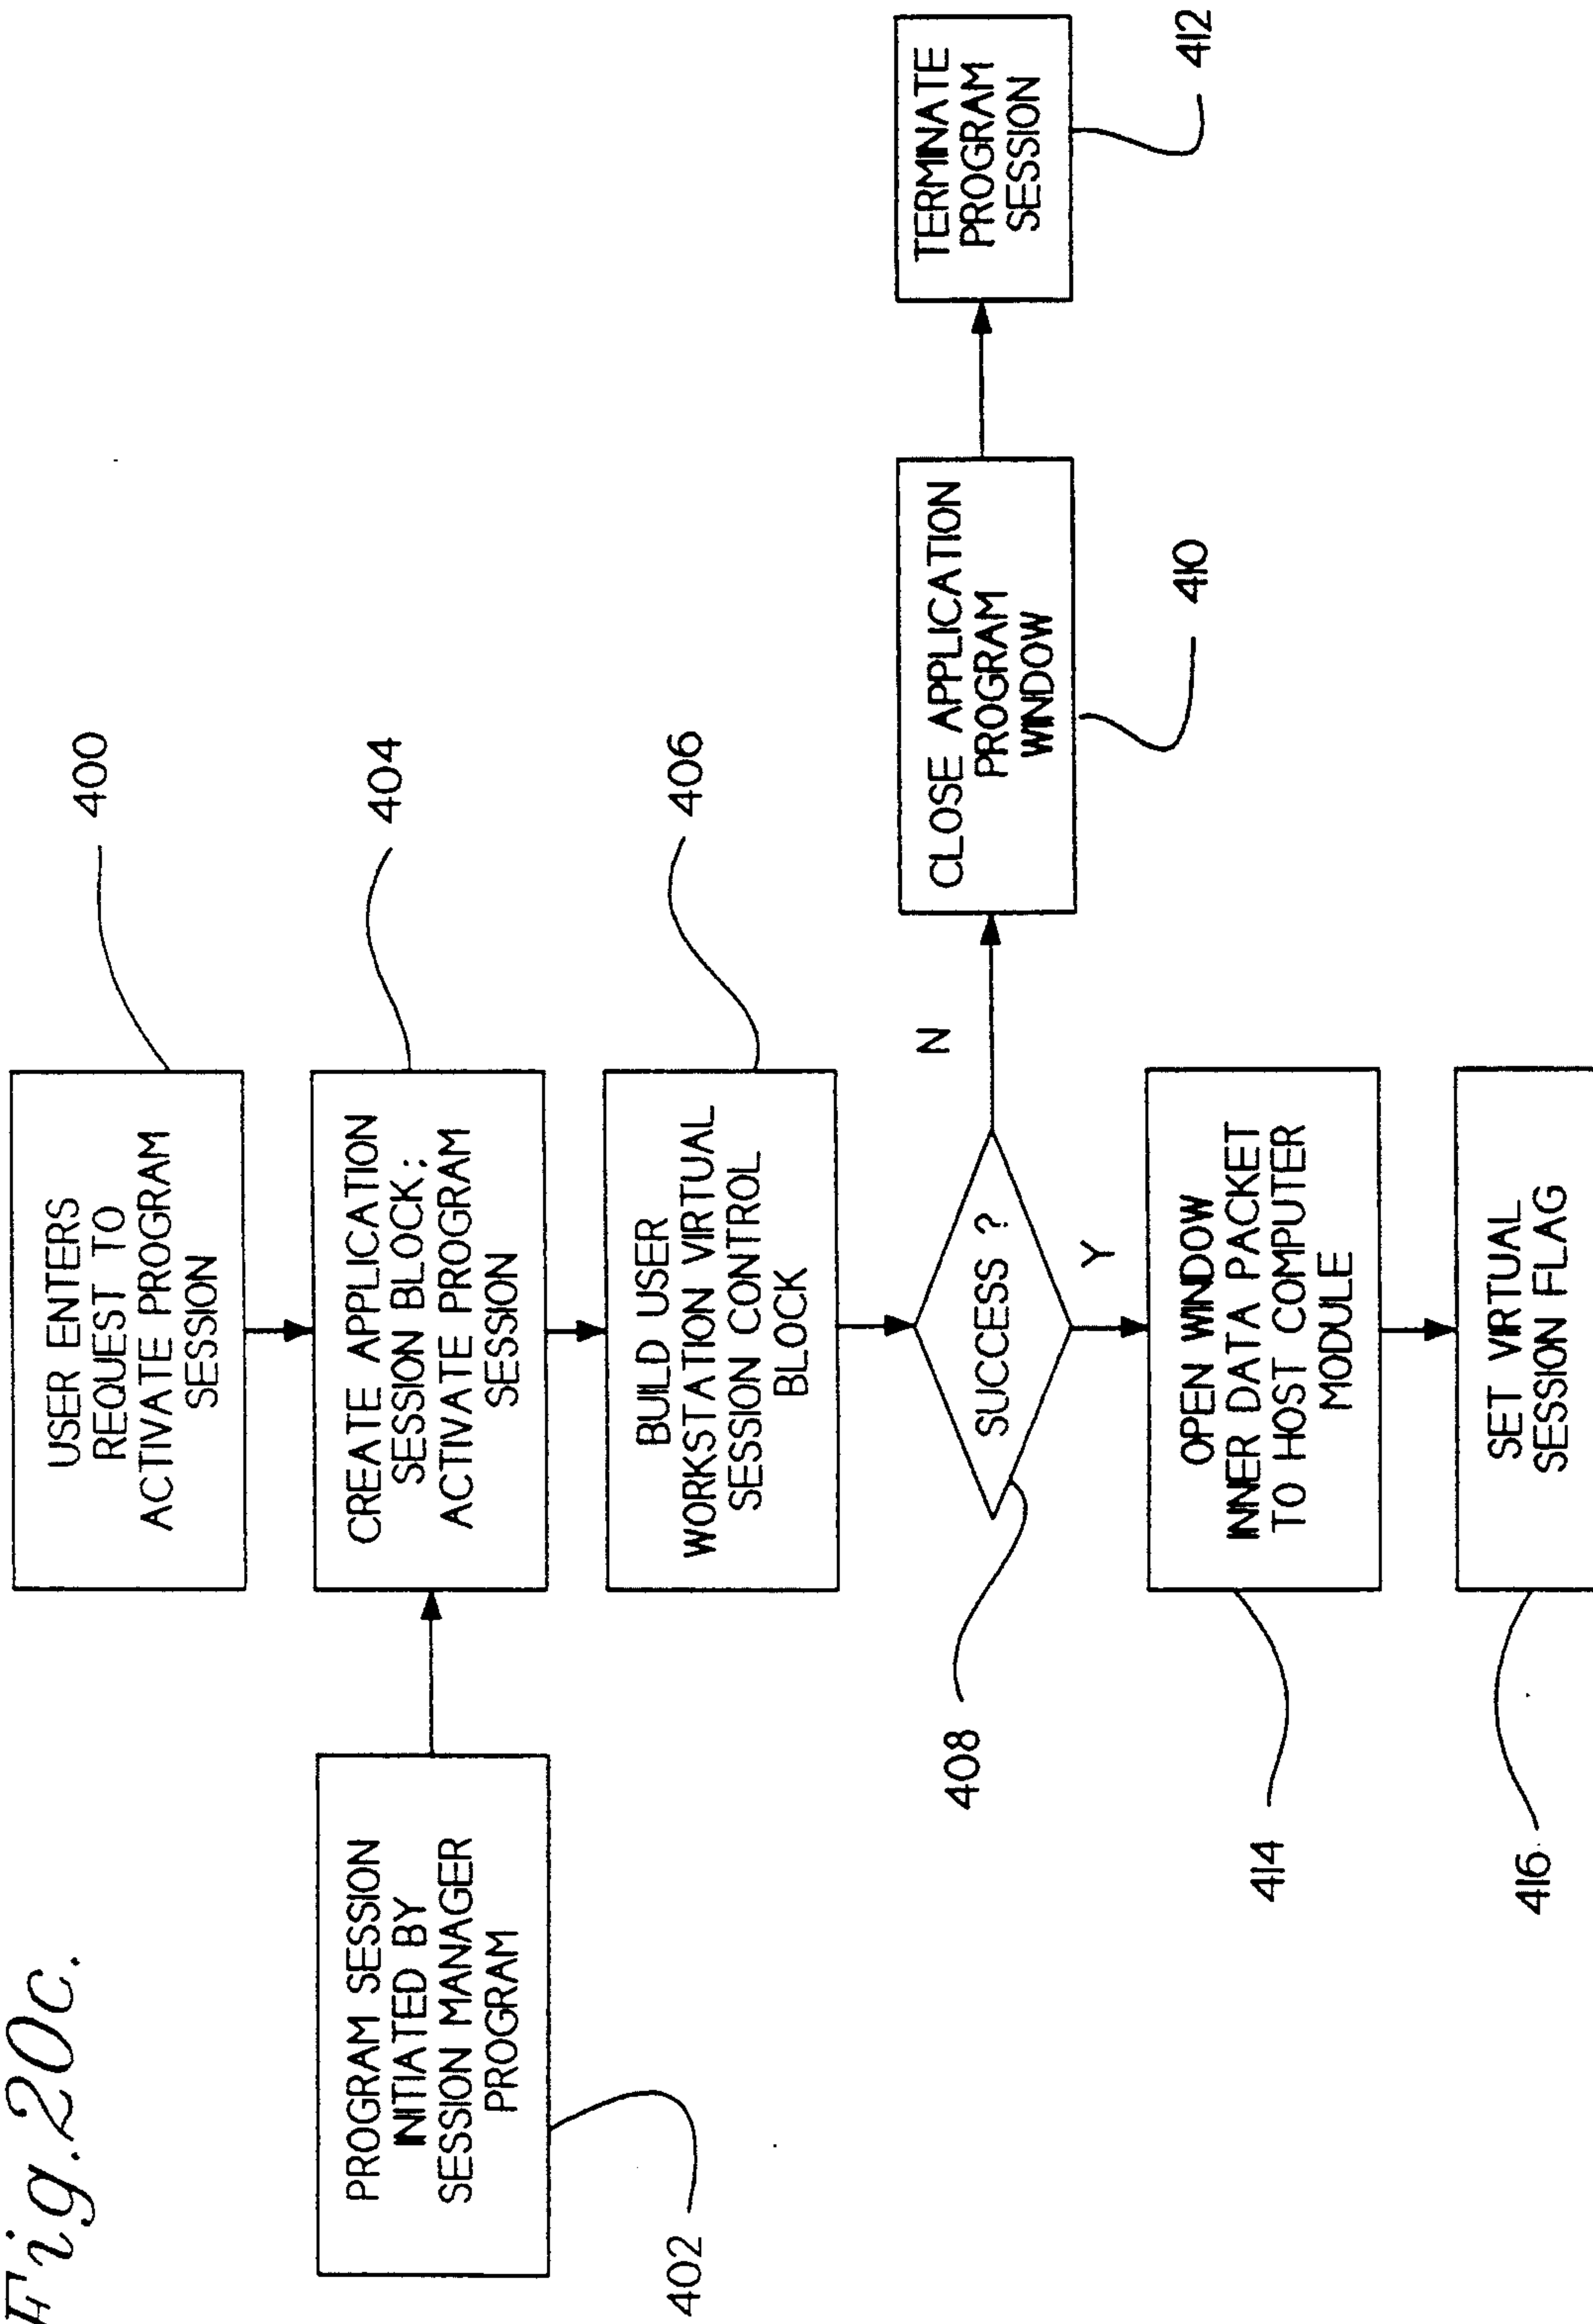 Fig. 20c.
USER ENTERS
REQUEST TO
ACTIVATE PROGRAM
SESSION
400
PROGRAM SESSION
INITIATED BY
SESSION MANAGER
PROGRAM
402
CREATE APPLICATION
SESSION BLOCK;
ACTIVATE PROGRAM
SESSION
404
BUILD USER
WORKSTATION VIRTUAL
SESSION CONTROL
BLOCK
406
SUCCESS ?
408
N
CLOSE APPLICATION
PROGRAM
WINDOW
410
TERMINATE
PROGRAM
SESSION
412
Y
OPEN WINDOW
INNER DATA PACKET
TO HOST COMPUTER
MODULE
414
SET VIRTUAL
SESSION FLAG
416